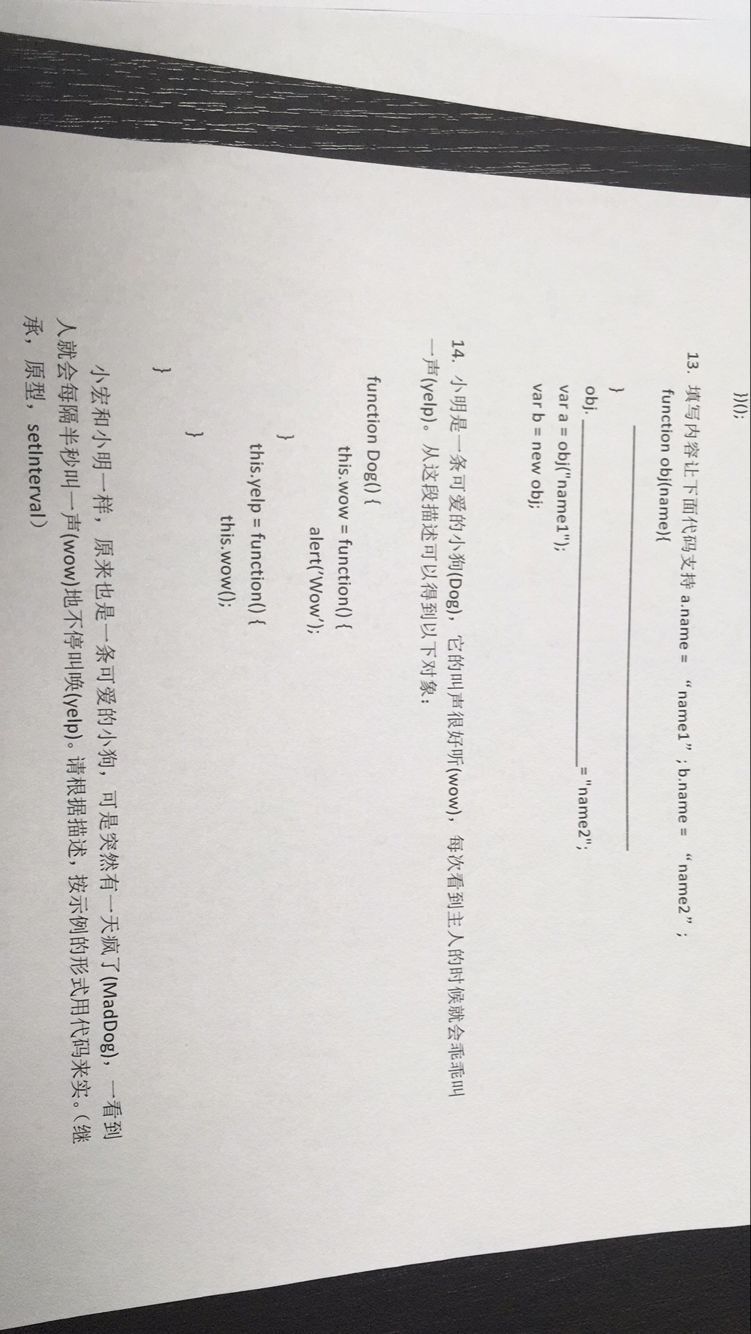 })();
13. 填写内容让下面代码支持 a.name = “name1”; b.name = “name2”;
function obj(name){
}
obj. = "name2";
var a = obj("name1");
var b = new obj;
14. 小明是一条可爱的小狗(Dog)，它的叫声很好听(wow)，每次看到主人的时候就会乖乖叫
一声(yelp)。从这段描述可以得到以下对象：
function Dog() {
this.wow = function() {
alert('Wow');
}
this.yelp = function() {
this.wow();
}
}
小宏和小明一样，原来也是一条可爱的小狗，可是突然有一天疯了(MadDog)，一看到
人就会每隔半秒叫一声(wow)地不停叫唤(yelp)。请根据描述，按示例的形式用代码来实。（继
承，原型，setInterval）